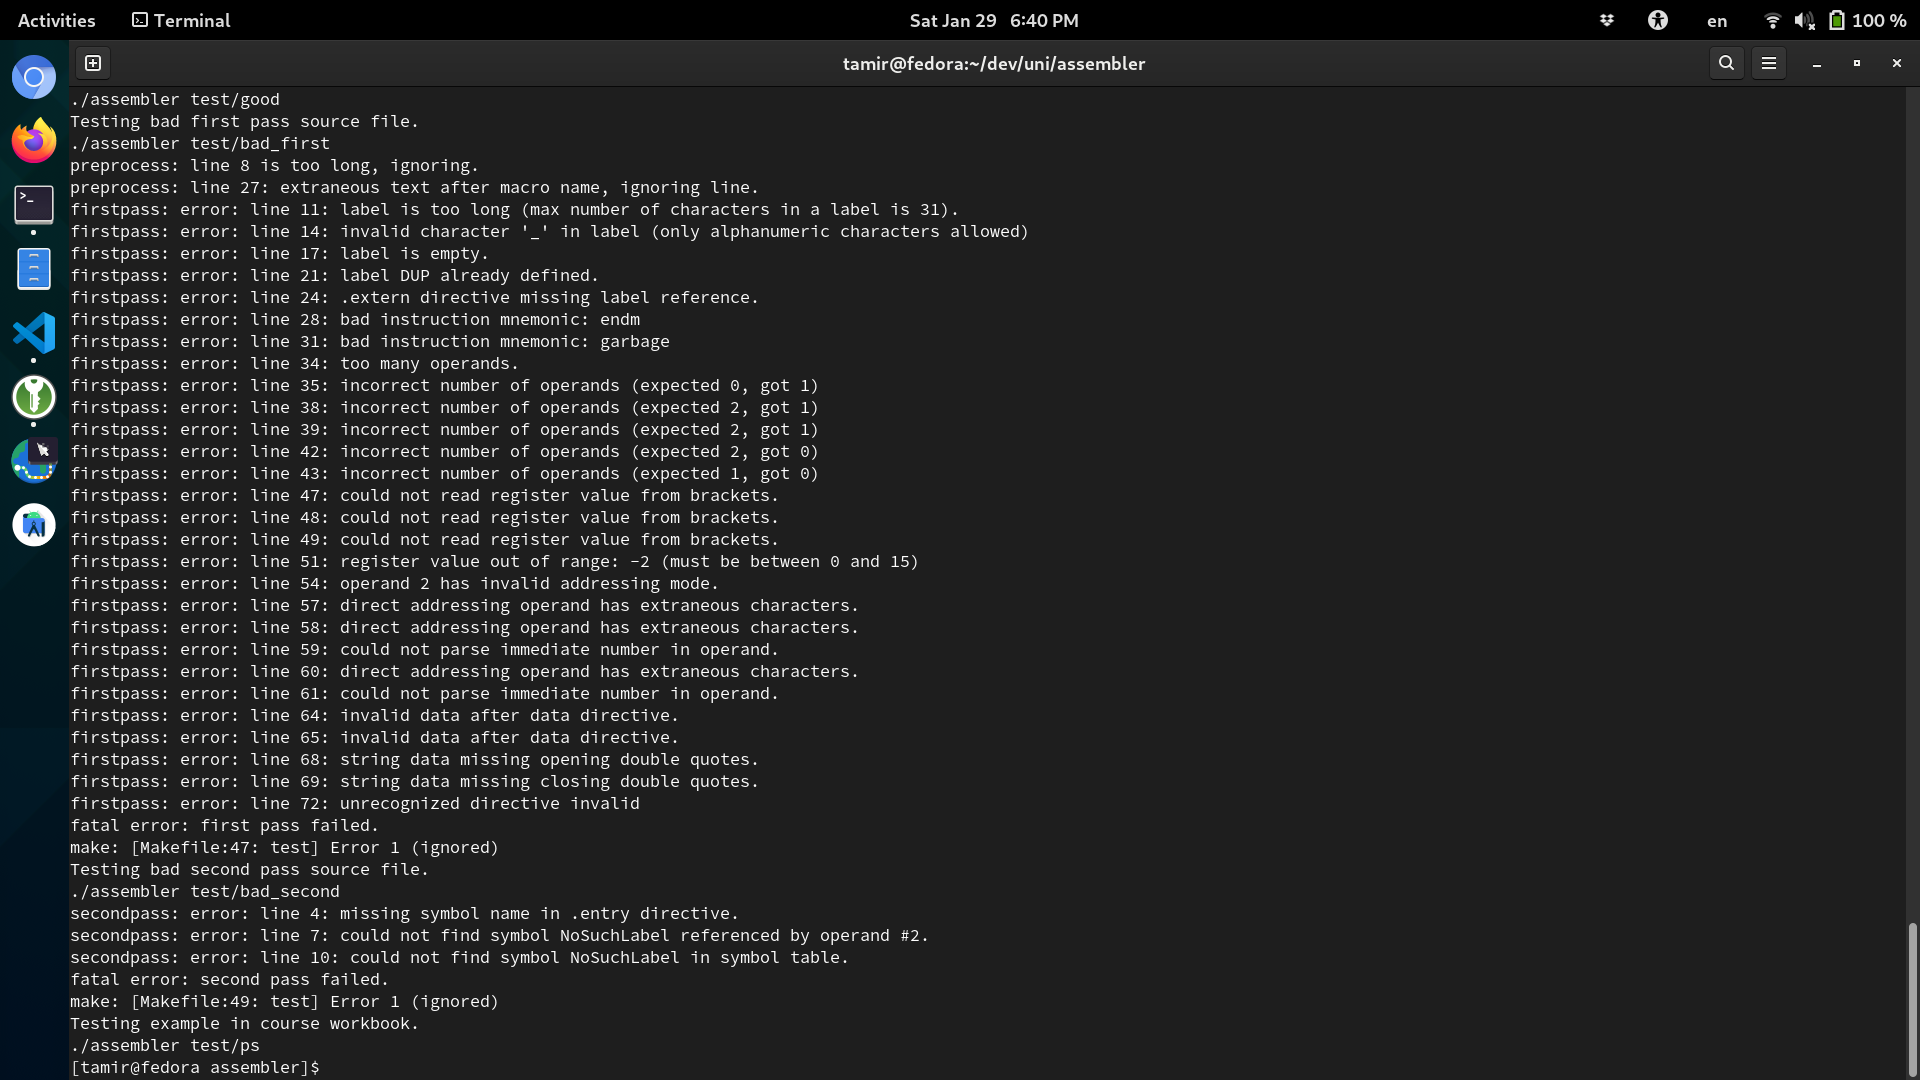 Activities Terminal Sat Jan 29 6:40 PM en 100 %
tamir@fedora:~/dev/uni/assembler
./assembler test/good
Testing bad first pass source file.
./assembler test/bad_first
preprocess: line 8 is too long, ignoring.
preprocess: line 27: extraneous text after macro name, ignoring line.
firstpass: error: line 11: label is too long (max number of characters in a label is 31).
firstpass: error: line 14: invalid character '_' in label (only alphanumeric characters allowed)
firstpass: error: line 17: label is empty.
firstpass: error: line 21: label DUP already defined.
firstpass: error: line 24: .extern directive missing label reference.
firstpass: error: line 28: bad instruction mnemonic: endm
firstpass: error: line 31: bad instruction mnemonic: garbage
firstpass: error: line 34: too many operands.
firstpass: error: line 35: incorrect number of operands (expected 0, got 1)
firstpass: error: line 38: incorrect number of operands (expected 2, got 1)
firstpass: error: line 39: incorrect number of operands (expected 2, got 1)
firstpass: error: line 42: incorrect number of operands (expected 2, got 0)
firstpass: error: line 43: incorrect number of operands (expected 1, got 0)
firstpass: error: line 47: could not read register value from brackets.
firstpass: error: line 48: could not read register value from brackets.
firstpass: error: line 49: could not read register value from brackets.
firstpass: error: line 51: register value out of range: -2 (must be between 0 and 15)
firstpass: error: line 54: operand 2 has invalid addressing mode.
firstpass: error: line 57: direct addressing operand has extraneous characters.
firstpass: error: line 58: direct addressing operand has extraneous characters.
firstpass: error: line 59: could not parse immediate number in operand.
firstpass: error: line 60: direct addressing operand has extraneous characters.
firstpass: error: line 61: could not parse immediate number in operand.
firstpass: error: line 64: invalid data after data directive.
firstpass: error: line 65: invalid data after data directive.
firstpass: error: line 68: string data missing opening double quotes.
firstpass: error: line 69: string data missing closing double quotes.
firstpass: error: line 72: unrecognized directive invalid
fatal error: first pass failed.
make: [Makefile:47: test] Error 1 (ignored)
Testing bad second pass source file.
./assembler test/bad_second
secondpass: error: line 4: missing symbol name in .entry directive.
secondpass: error: line 7: could not find symbol NoSuchLabel referenced by operand #2.
secondpass: error: line 10: could not find symbol NoSuchLabel in symbol table.
fatal error: second pass failed.
make: [Makefile:49: test] Error 1 (ignored)
Testing example in course workbook.
./assembler test/ps
[tamir@fedora assembler]$